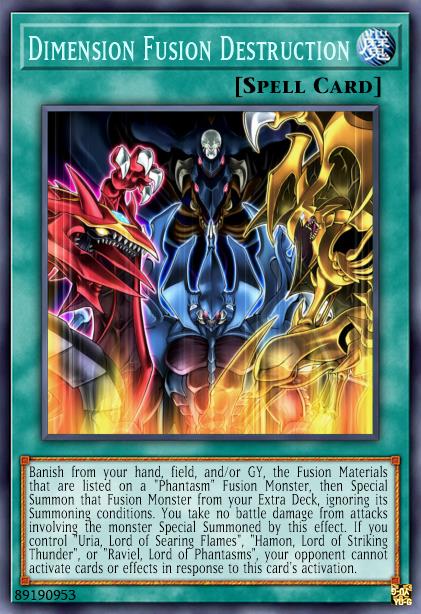 DIMENSION FUSION DESTRUCTION
[SPELL CARD]
Banish from your hand, field, and/or GY, the Fusion Materials
that are listed on a "Phantasm" Fusion Monster, then Special
Summon that Fusion Monster from your Extra Deck, ignoring its
Summoning conditions. You take no battle damage from attacks
involving the monster Special Summoned by this effect. If you
control "Uria, Lord of Searing Flames", "Hamon, Lord of Striking
Thunder", or "Raviel, Lord of Phantasms", your opponent cannot
activate cards or effects in response to this card's activation.
89190953